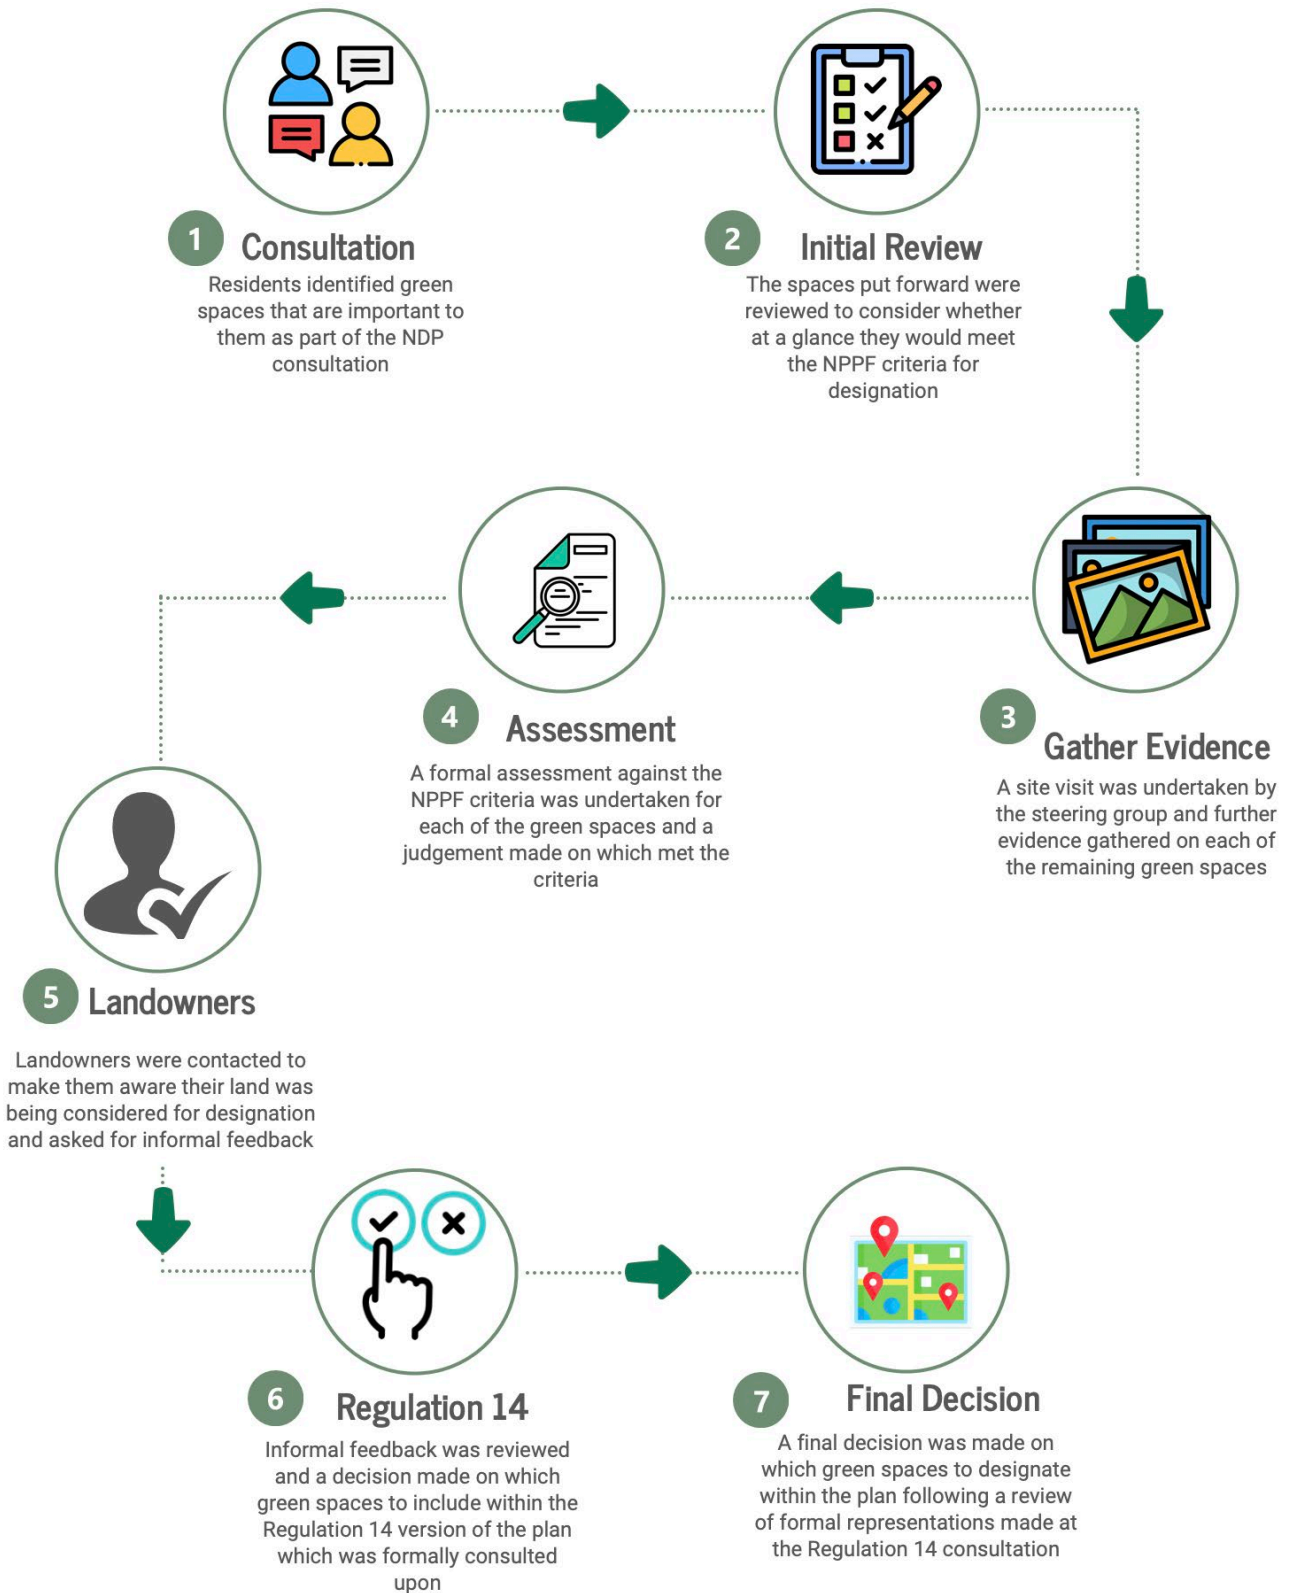 1
Consultation
Residents identified green
spaces that are important to
them as part of the NDP
consultation
2
Initial Review
The spaces put forward were
reviewed to consider whether
at a glance they would meet
the NPPF criteria for
designation
3
Gather Evidence
A site visit was undertaken by
the steering group and further
evidence gathered on each of
the remaining green spaces
4
Assessment
A formal assessment against the
NPPF criteria was undertaken for
each of the green spaces and a
judgement made on which met the
criteria
5
Landowners
Landowners were contacted to
make them aware their land was
being considered for designation
and asked for informal feedback
6
Regulation 14
Informal feedback was reviewed
and a decision made on which
green spaces to include within the
Regulation 14 version of the plan
which was formally consulted
upon
7
Final Decision
A final decision was made on
which green spaces to designate
within the plan following a review
of formal representations made at
the Regulation 14 consultation